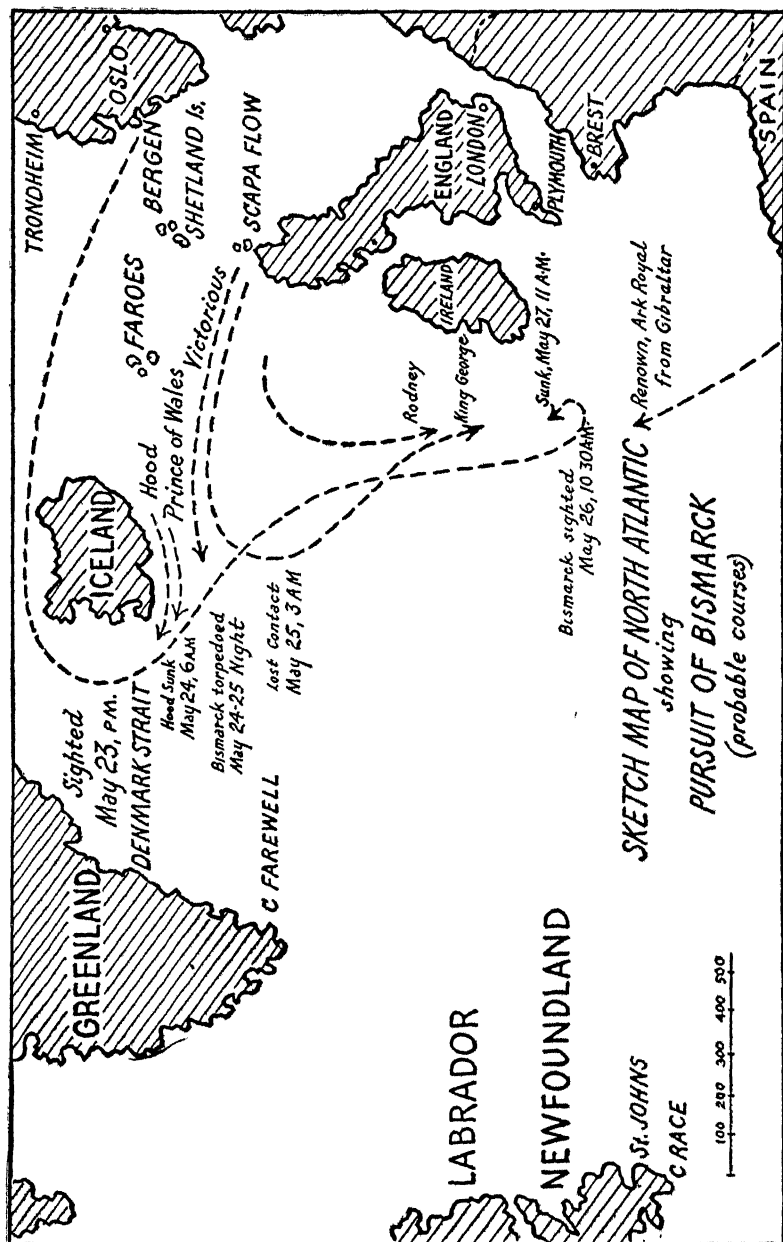 GREENLAND
Sighted
May 23, P.M.
DENMARK STRAIT
Hood Sunk
May 24, 6 AM
Bismarck torpedoed
May 24-25 Night
Lost Contact
May 25, 3 AM
C FAREWELL
ICELAND
Hood
Prince of Wales
Victorious
FAROES
TRONDHEIM
OSLO
BERGEN
SHETLAND Is.
SCAPA FLOW
Rodney
King George
IRELAND
ENGLAND
LONDON
PLYMOUTH
BREST
SPAIN
Sunk, May 27, 11 A.M.
Bismarck sighted
May 26, 10 30 AM.
Renown, Ark Royal
from Gibraltar
LABRADOR
NEWFOUNDLAND
St. JOHNS
C RACE
100 200 300 400 500
SKETCH MAP OF NORTH ATLANTIC
showing
PURSUIT OF BISMARCK
(probable courses)